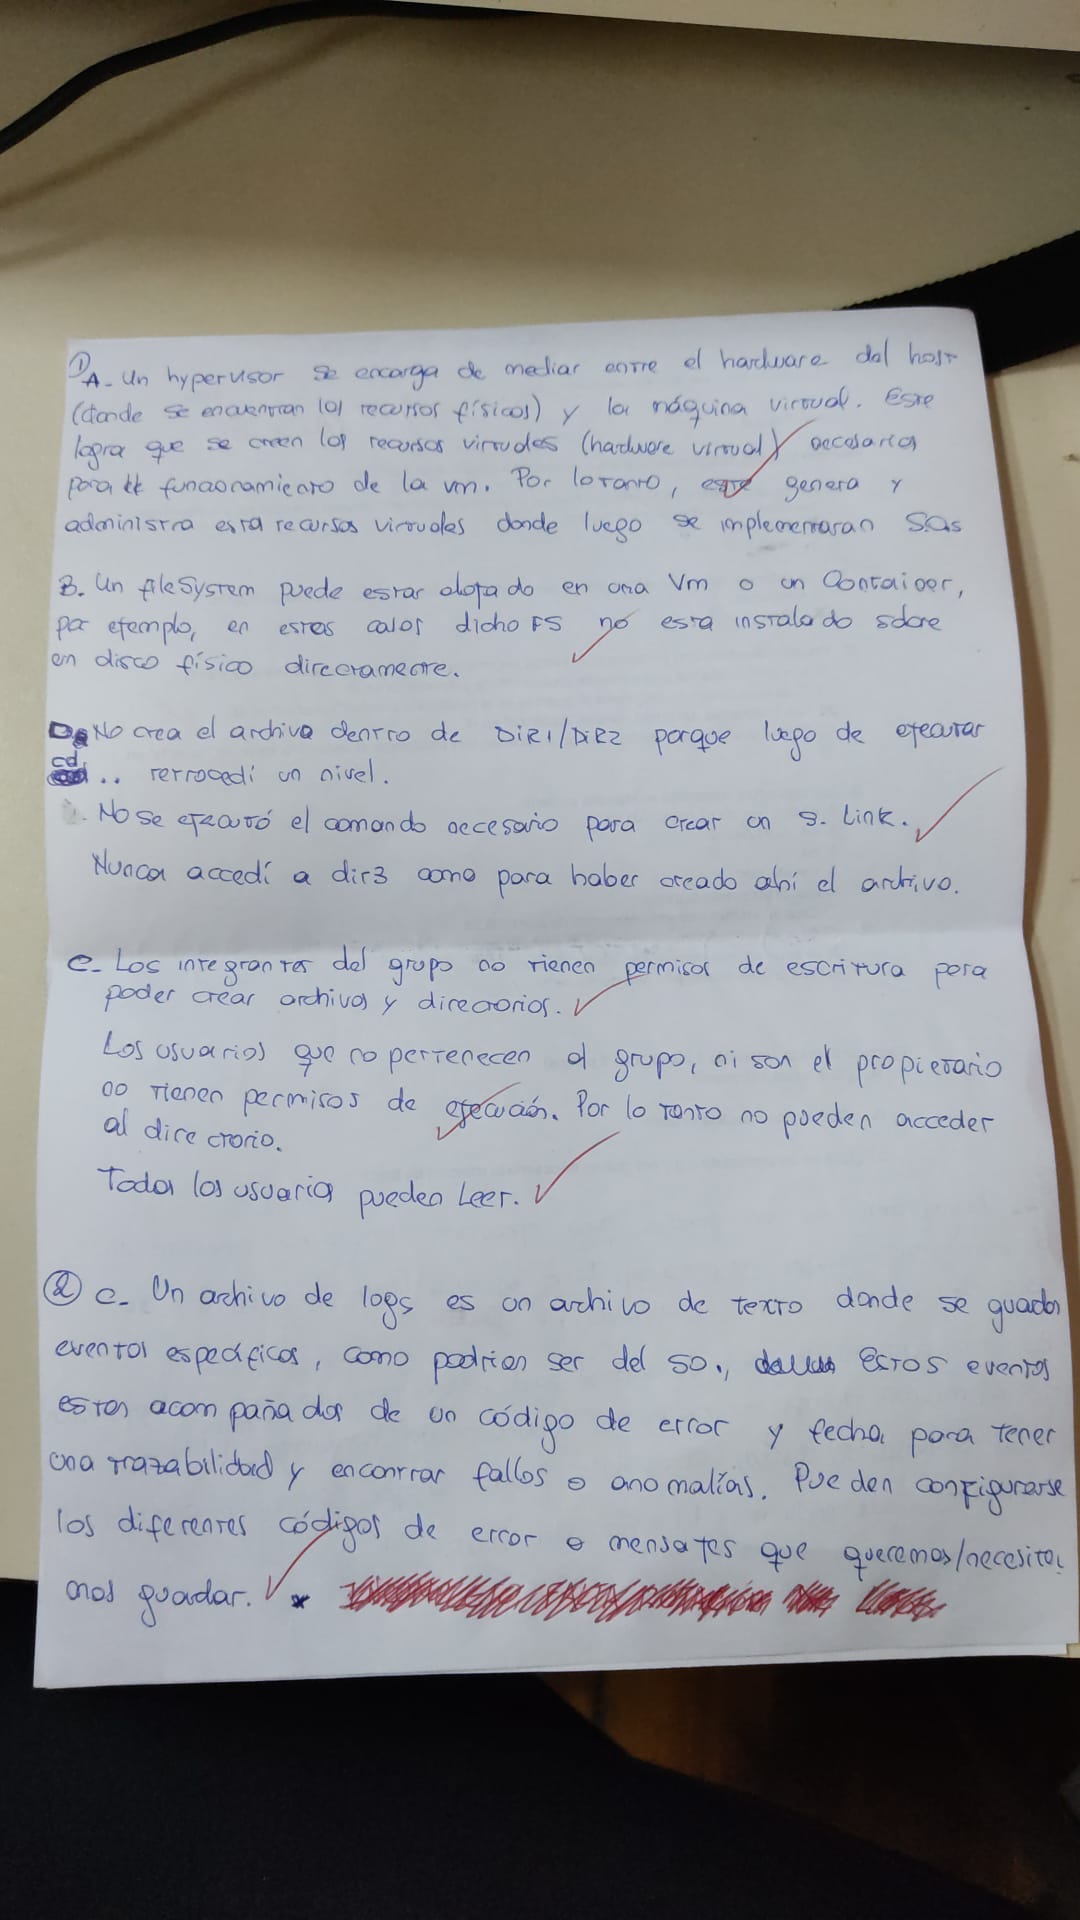 ①
A- Un hypervisor se encarga de mediar entre el hardware del host
(donde se encuentran los recursos físicos) y la máquina virtual. Este
logra que se creen los recursos virtuales (hardware virtual) necesarios
para el funcionamiento de la vm. Por lo tanto, este genera y
administra estos recursos virtuales donde luego se implementaran S.Os
B. Un fileSystem puede estar alojado en una Vm o un Container,
por ejemplo, en estos casos dicho FS no esta instalado sobre
en disco físico directamente.
D. No crea el archivo dentro de DIR1/DIR2 porque luego de ejecutar
cd .. retrocedí un nivel.
. No se ejecutó el comando necesario para crear un s. Link.
Nunca accedí a dir3 como para haber creado ahí el archivo.
e- Los integrantes del grupo no tienen permisos de escritura para
poder crear archivos y directorios.
Los usuarios que no pertenecen al grupo, ni son el propietario
no tienen permisos de ejecución. Por lo tanto no pueden acceder
al directorio.
Todos los usuarios pueden Leer.
② c- Un archivo de logs es un archivo de texto donde se guardan
eventos específicos, como podrían ser del SO., Estos eventos
estan acompañados de un código de error y fecha, para tener
una trazabilidad y encontrar fallos o anomalías. Pueden configurarse
los diferentes códigos de error o mensajes que queremos/necesita-
mos guardar. *